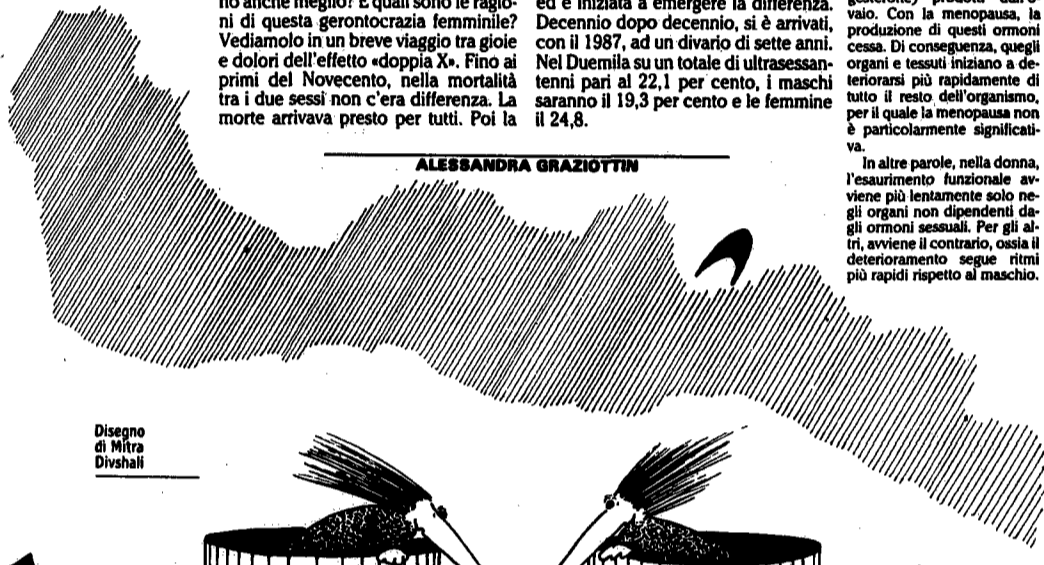 no anche meglio? E quali sono le ragio-
ni di questa gerontocrazia femminile?
Vediamolo in un breve viaggio tra gioie
e dolori dell'effetto «doppia X». Fino ai
primi del Novecento, nella mortalità
tra i due sessi non c'era differenza. La
morte arrivava presto per tutti. Poi la
ed è iniziata a emergere la differenza.
Decennio dopo decennio, si è arrivati,
con il 1987, ad un divario di sette anni.
Nel Duemila su un totale di ultrasessan-
tenni pari al 22,1 per cento, i maschi
saranno il 19,3 per cento e le femmine
il 24,8.
ALESSANDRA GRAZIOTTIN
vaio. Con la menopausa, la
produzione di questi ormoni
cessa. Di conseguenza, quegli
organi e tessuti iniziano a de-
teriorarsi più rapidamente di
tutto il resto dell'organismo,
per il quale la menopausa non
è particolarmente significati-
va.
In altre parole, nella donna,
l'esaurimento funzionale av-
viene più lentamente solo ne-
gli organi non dipendenti da-
gli ormoni sessuali. Per gli al-
tri, avviene il contrario, ossia il
deterioramento segue ritmi
più rapidi rispetto al maschio.
Disegno
di Mitra
Divshali